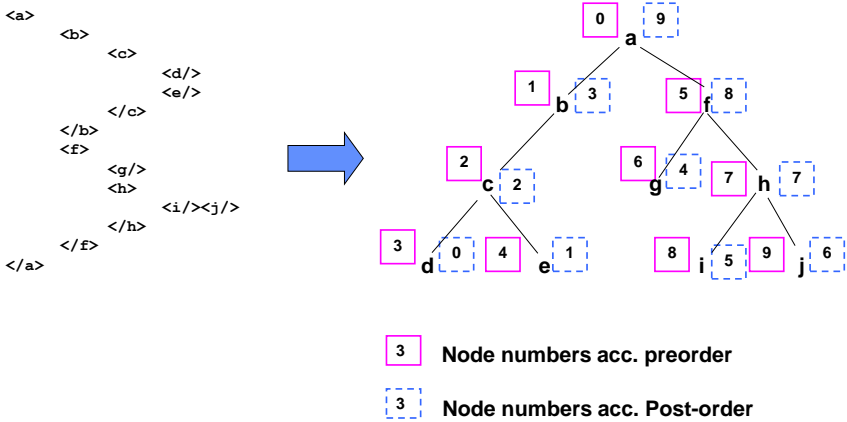 <a>
<b>
<c>
<d/>
<e/>
</c>
</b>
<f>
<g/>
<h>
<i/><j/>
</h>
</f>
</a>
0 a 9
1 b 3
5 f 8
2 c 2
6 g 4
7 h 7
3 d 0
4 e 1
8 i 5
9 j 6
3 Node numbers acc. preorder
3 Node numbers acc. Post-order